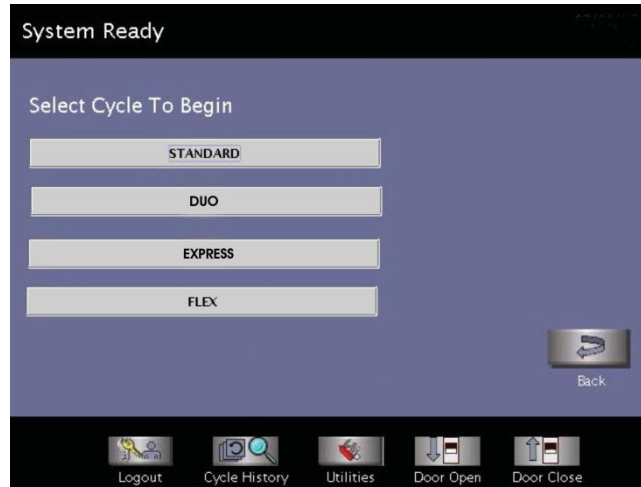 System Ready
Select Cycle To Begin
STANDARD
DUO
EXPRESS
FLEX
Back
Logout Cycle History Utilities Door Open Door Close